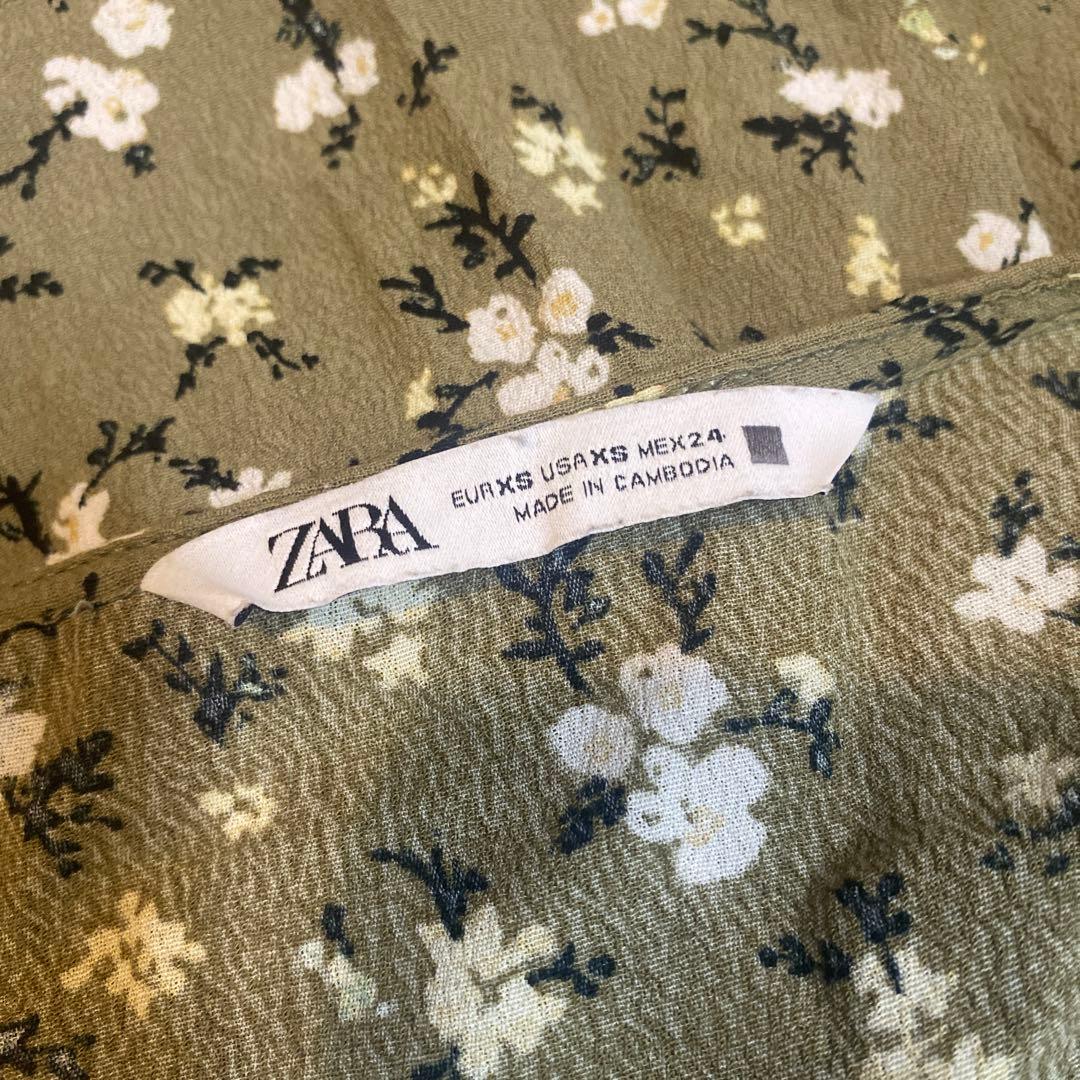 ZARA
EUR XS USA XS MEX 24
MADE IN CAMBODIA